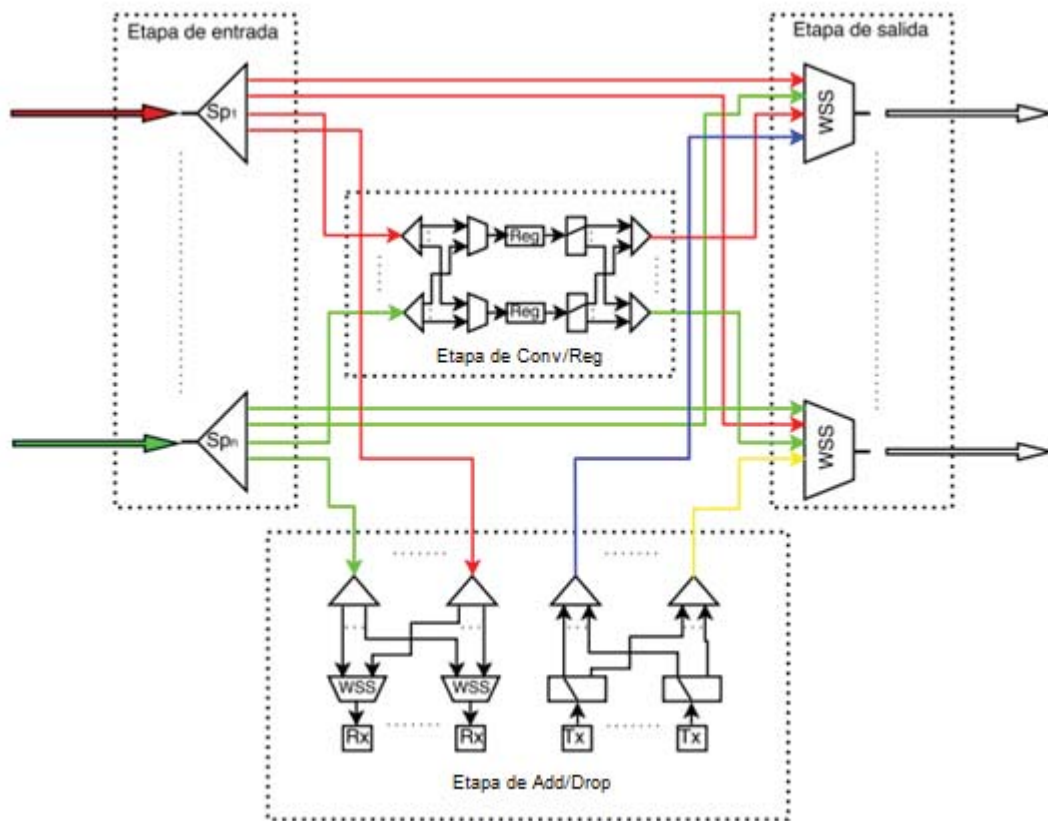 Etapa de entrada
Etapa de salida
Sp1
WSS
Reg
Reg
Etapa de Conv/Reg
Spn
WSS
WSS
WSS
Rx
Rx
Tx
Tx
Etapa de Add/Drop